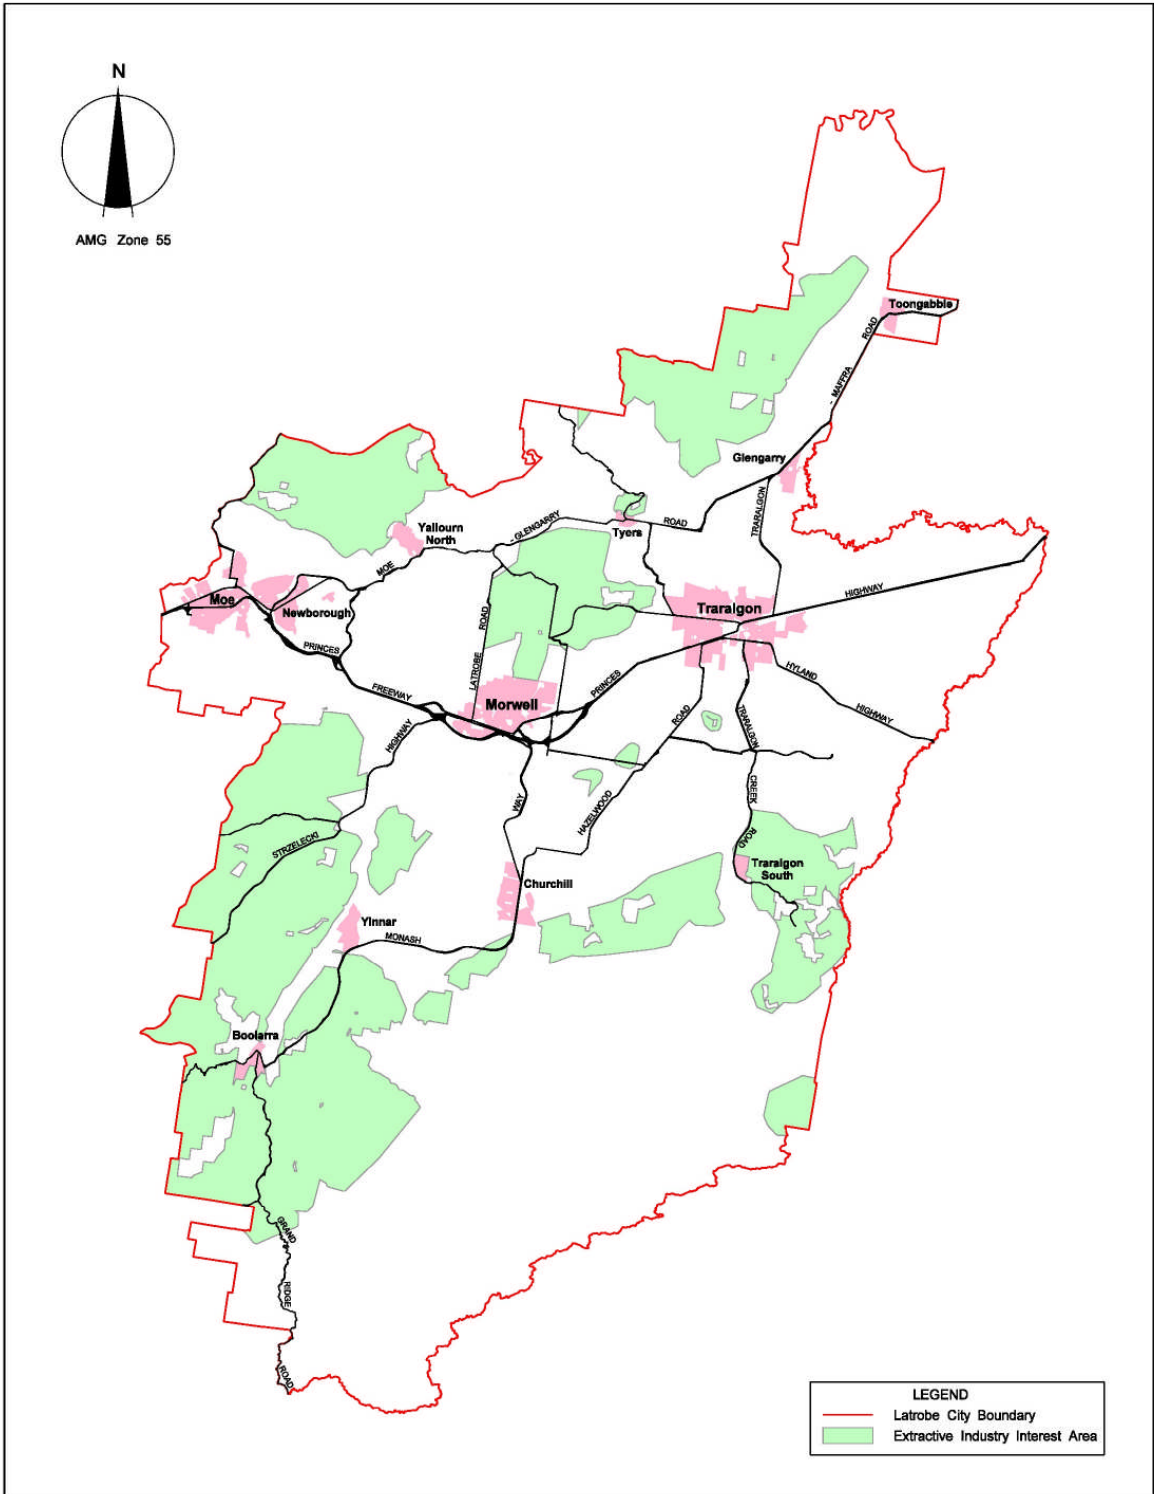 N
AMG Zone 55
Toongabbie
ROAD
- MAFFRA
Glengarry
TRARALGON
Yallourn
North
- GLENGARRY
ROAD
Tyers
MOE
Moe
Newborough
PRINCES
FREEWAY
LATROBE
ROAD
Traralgon
HIGHWAY
Morwell
PRINCES
HYLAND
HIGHWAY
ROAD
TRARALGON
CREEK
ROAD
HIGHWAY
STRZELECKI
WAY
HAZELWOOD
Traralgon
South
Churchill
Yinnar
MONASH
Boolarra
GRAND
RIDGE
ROAD
LEGEND
Latrobe City Boundary
Extractive Industry Interest Area